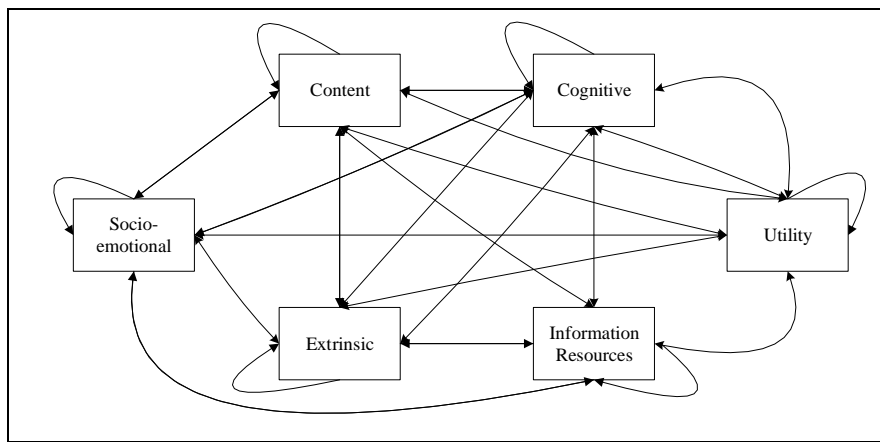 Content
Cognitive
Socio-
emotional
Utility
Extrinsic
Information
Resources